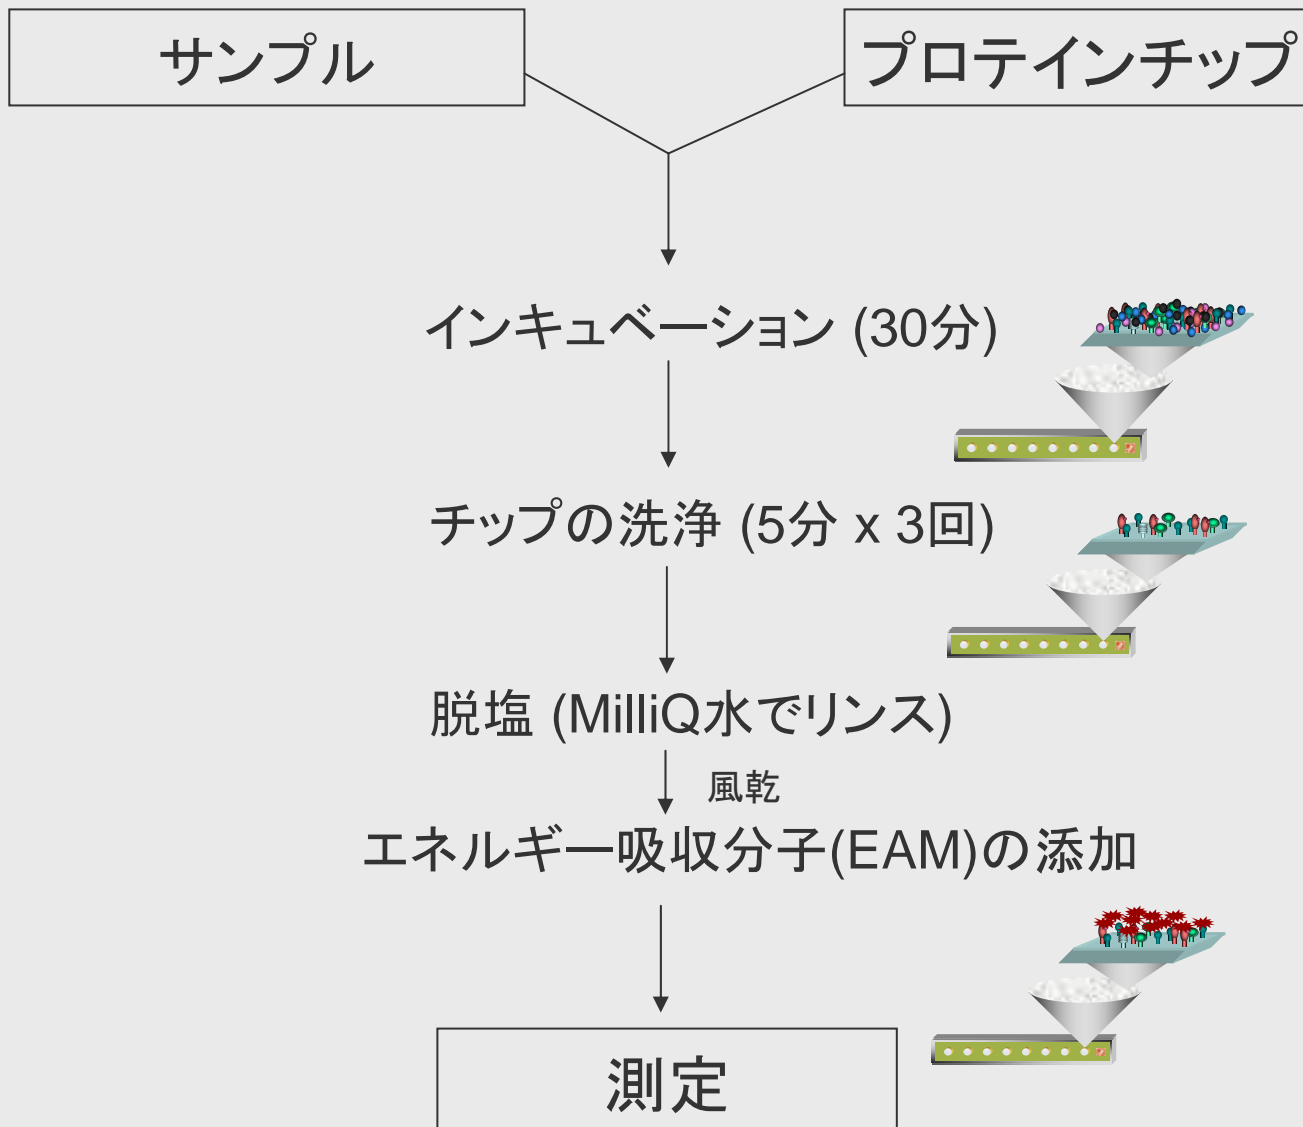 サンプル
プロテインチップ
インキュベーション (30分)
チップの洗浄 (5分 x 3回)
脱塩 (MilliQ水でリンス)
風乾
エネルギー吸収分子(EAM)の添加
測定